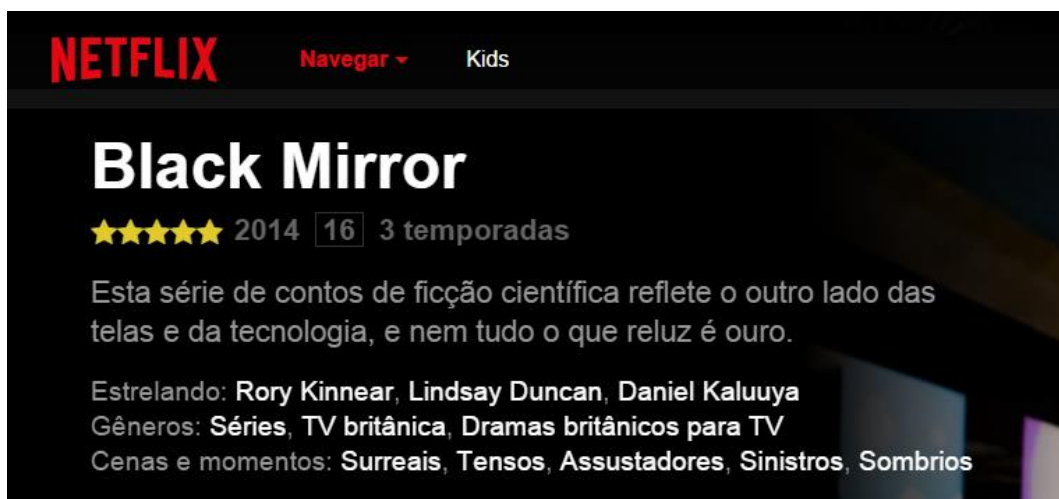 NETFLIX Navegar Kids
Black Mirror
2014 16 3 temporadas
Esta série de contos de ficção científica reflete o outro lado das
telas e da tecnologia, e nem tudo o que reluz é ouro.
Estrelando: Rory Kinnear, Lindsay Duncan, Daniel Kaluuya
Gêneros: Séries, TV britânica, Dramas britânicos para TV
Cenas e momentos: Surreais, Tensos, Assustadores, Sinistros, Sombrios